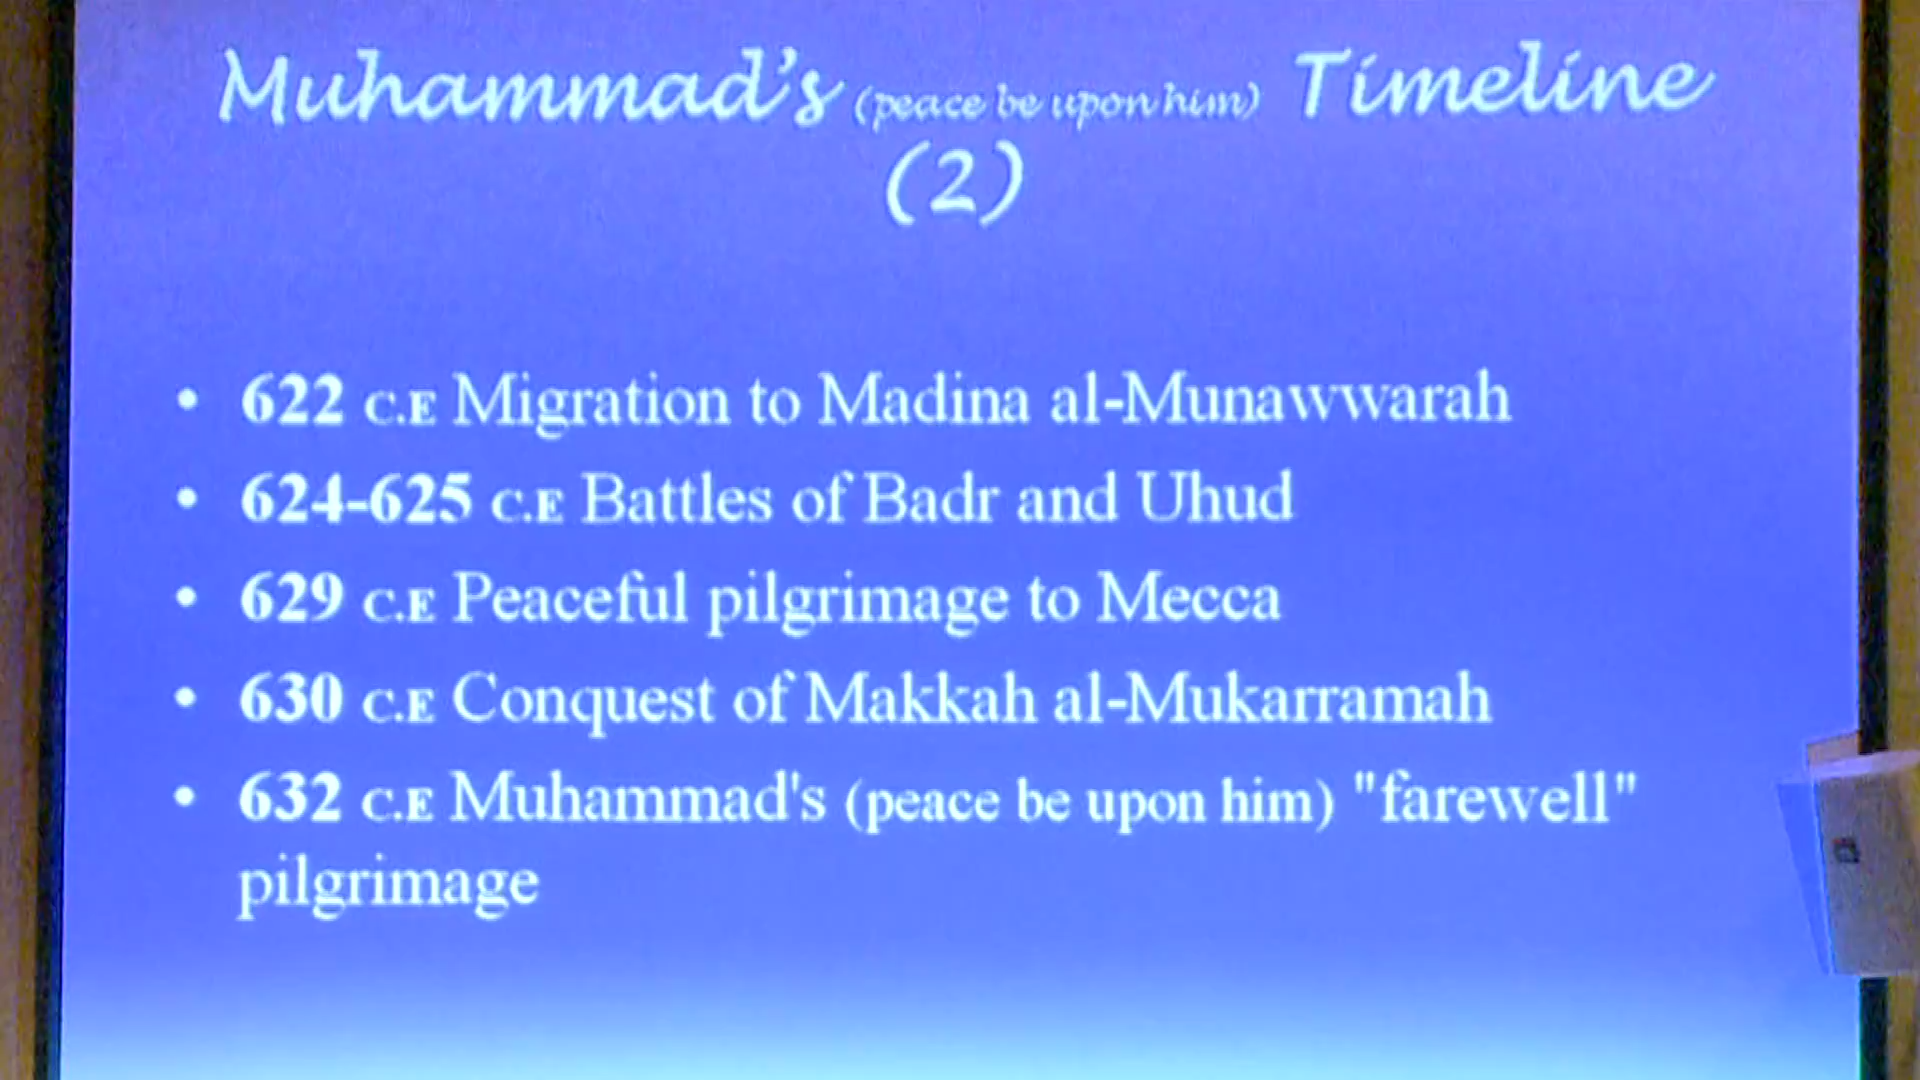 Muhammad's (peace be upon him) Timeline
(2)
• 622 C.E Migration to Madina al-Munawwarah
• 624-625 C.E Battles of Badr and Uhud
• 629 C.E Peaceful pilgrimage to Mecca
• 630 C.E Conquest of Makkah al-Mukarramah
• 632 C.E Muhammad's (peace be upon him) "farewell"
pilgrimage